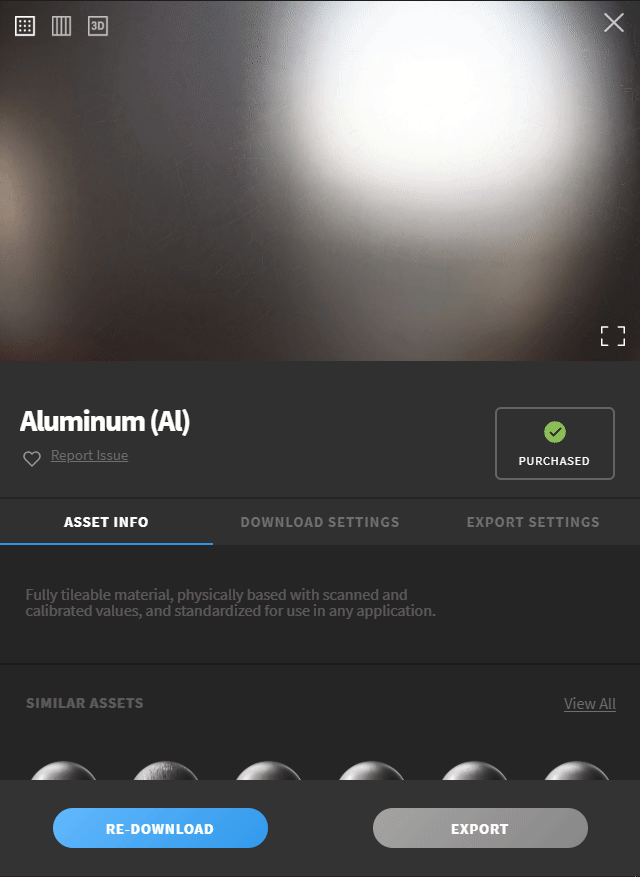 3D
Aluminum (Al)
Report Issue
PURCHASED
ASSET INFO
DOWNLOAD SETTINGS
EXPORT SETTINGS
Fully tileable material, physically based with scanned and
calibrated values, and standardized for use in any application.
SIMILAR ASSETS
View All
RE-DOWNLOAD
EXPORT